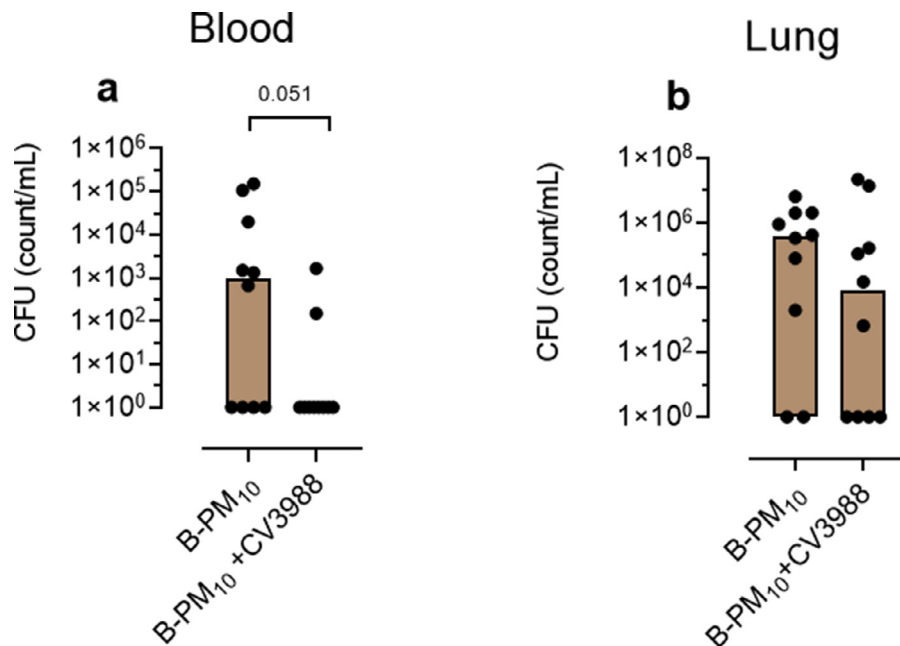 Blood
Lung
a
0.051
CFU (count/mL)
1×10⁶
1×10⁵
1×10⁴
1×10³
1×10²
1×10¹
1×10⁰
B-PM₁₀
B-PM₁₀ +CV3988
b
CFU (count/mL)
1×10⁸
1×10⁶
1×10⁴
1×10²
1×10⁰
B-PM₁₀
B-PM₁₀+CV3988